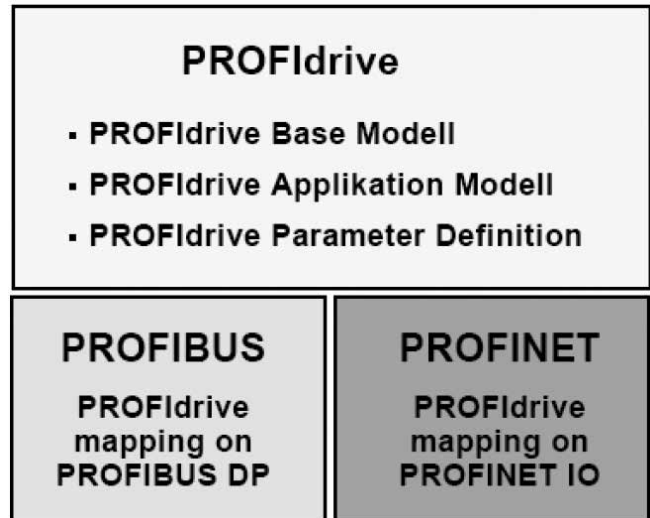 PROFIdrive
▪ PROFIdrive Base Modell
▪ PROFIdrive Applikation Modell
▪ PROFIdrive Parameter Definition
PROFIBUS
PROFIdrive
mapping on
PROFIBUS DP
PROFINET
PROFIdrive
mapping on
PROFINET IO